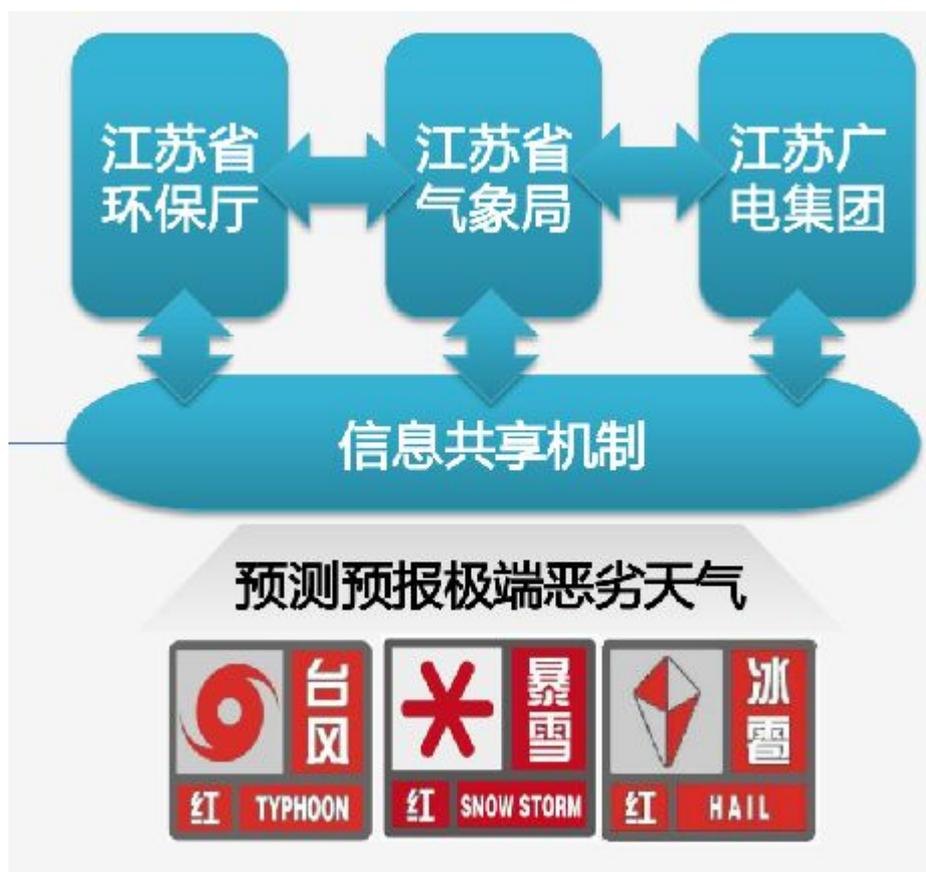 江苏省
环保厅
江苏省
气象局
江苏广
电集团
信息共享机制
预测预报极端恶劣天气
台风
红 TYPHOON
暴雪
红 SNOW STORM
冰雹
红 HAIL